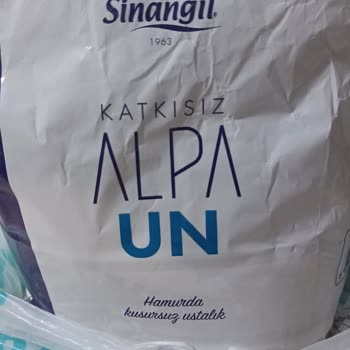 Sinangil
1963
KATKISIZ
ALPA
UN
Hamurda
kusursuz ustalık